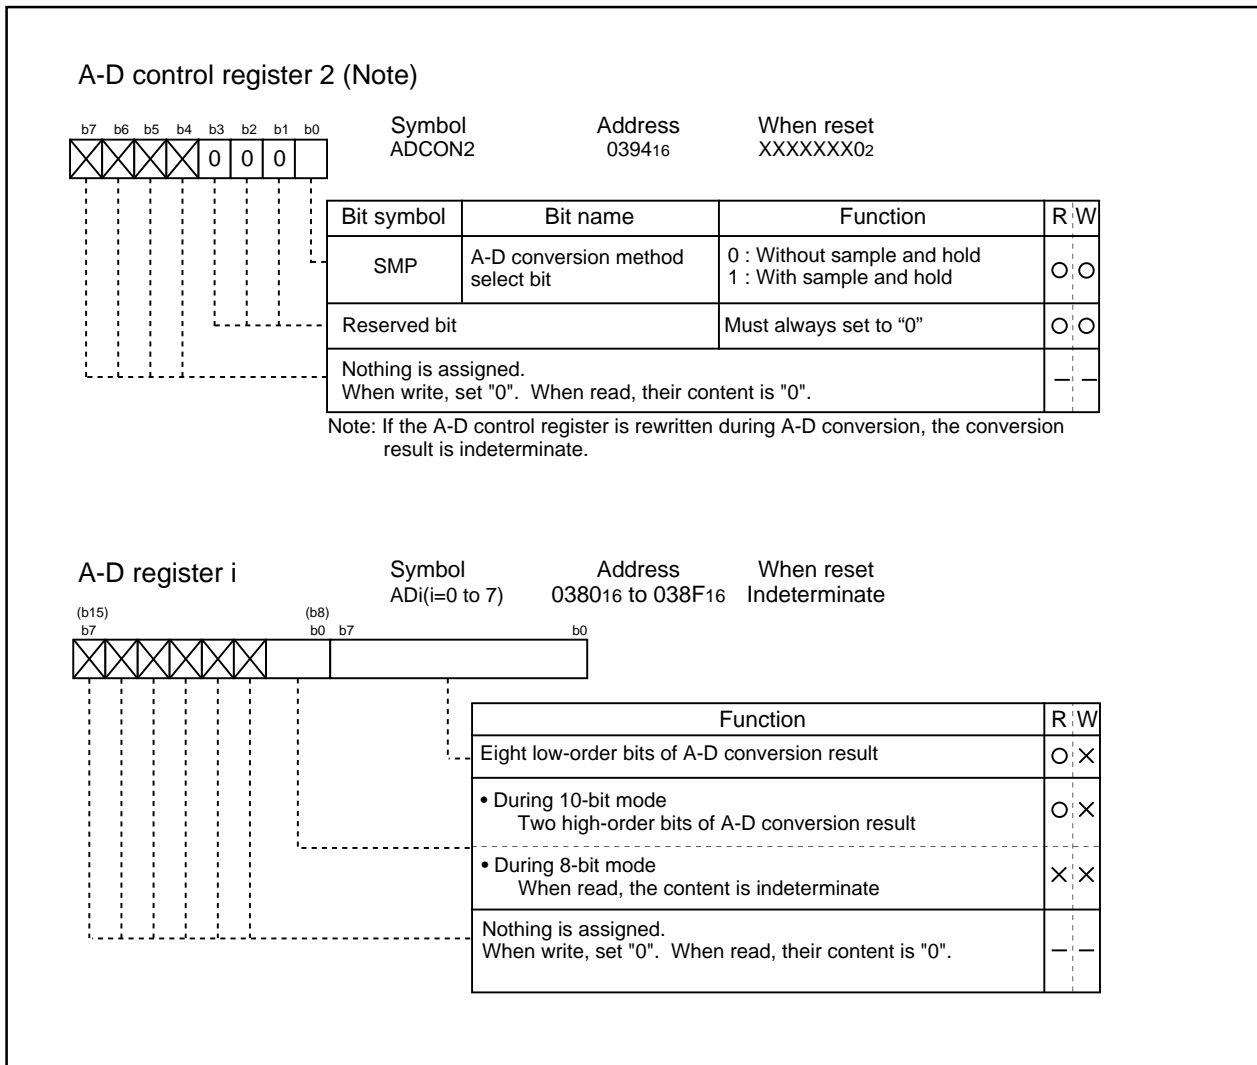 A-D control register 2 (Note)
Symbol Address When reset
b7 b6 b5 b4 b3 b2 b1 b0
ADCON2 039416 XXXXXXX02
0 0 0
Bit symbol Bit name Function R W
SMP A-D conversion method select bit 0 : Without sample and hold
1 : With sample and hold
Reserved bit Must always set to “0”
Nothing is assigned.
When write, set "0". When read, their content is "0".
Note: If the A-D control register is rewritten during A-D conversion, the conversion
result is indeterminate.
A-D register i
Symbol Address When reset
ADi(i=0 to 7) 038016 to 038F16 Indeterminate
(b15) (b8)
b7 b0 b7 b0
Function R W
Eight low-order bits of A-D conversion result
• During 10-bit mode
Two high-order bits of A-D conversion result
• During 8-bit mode
When read, the content is indeterminate
Nothing is assigned.
When write, set "0". When read, their content is "0".